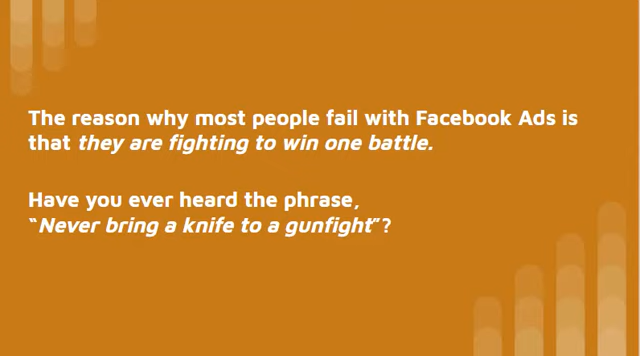 The reason why most people fail with Facebook Ads is
that they are fighting to win one battle.
Have you ever heard the phrase,
“Never bring a knife to a gunfight”?